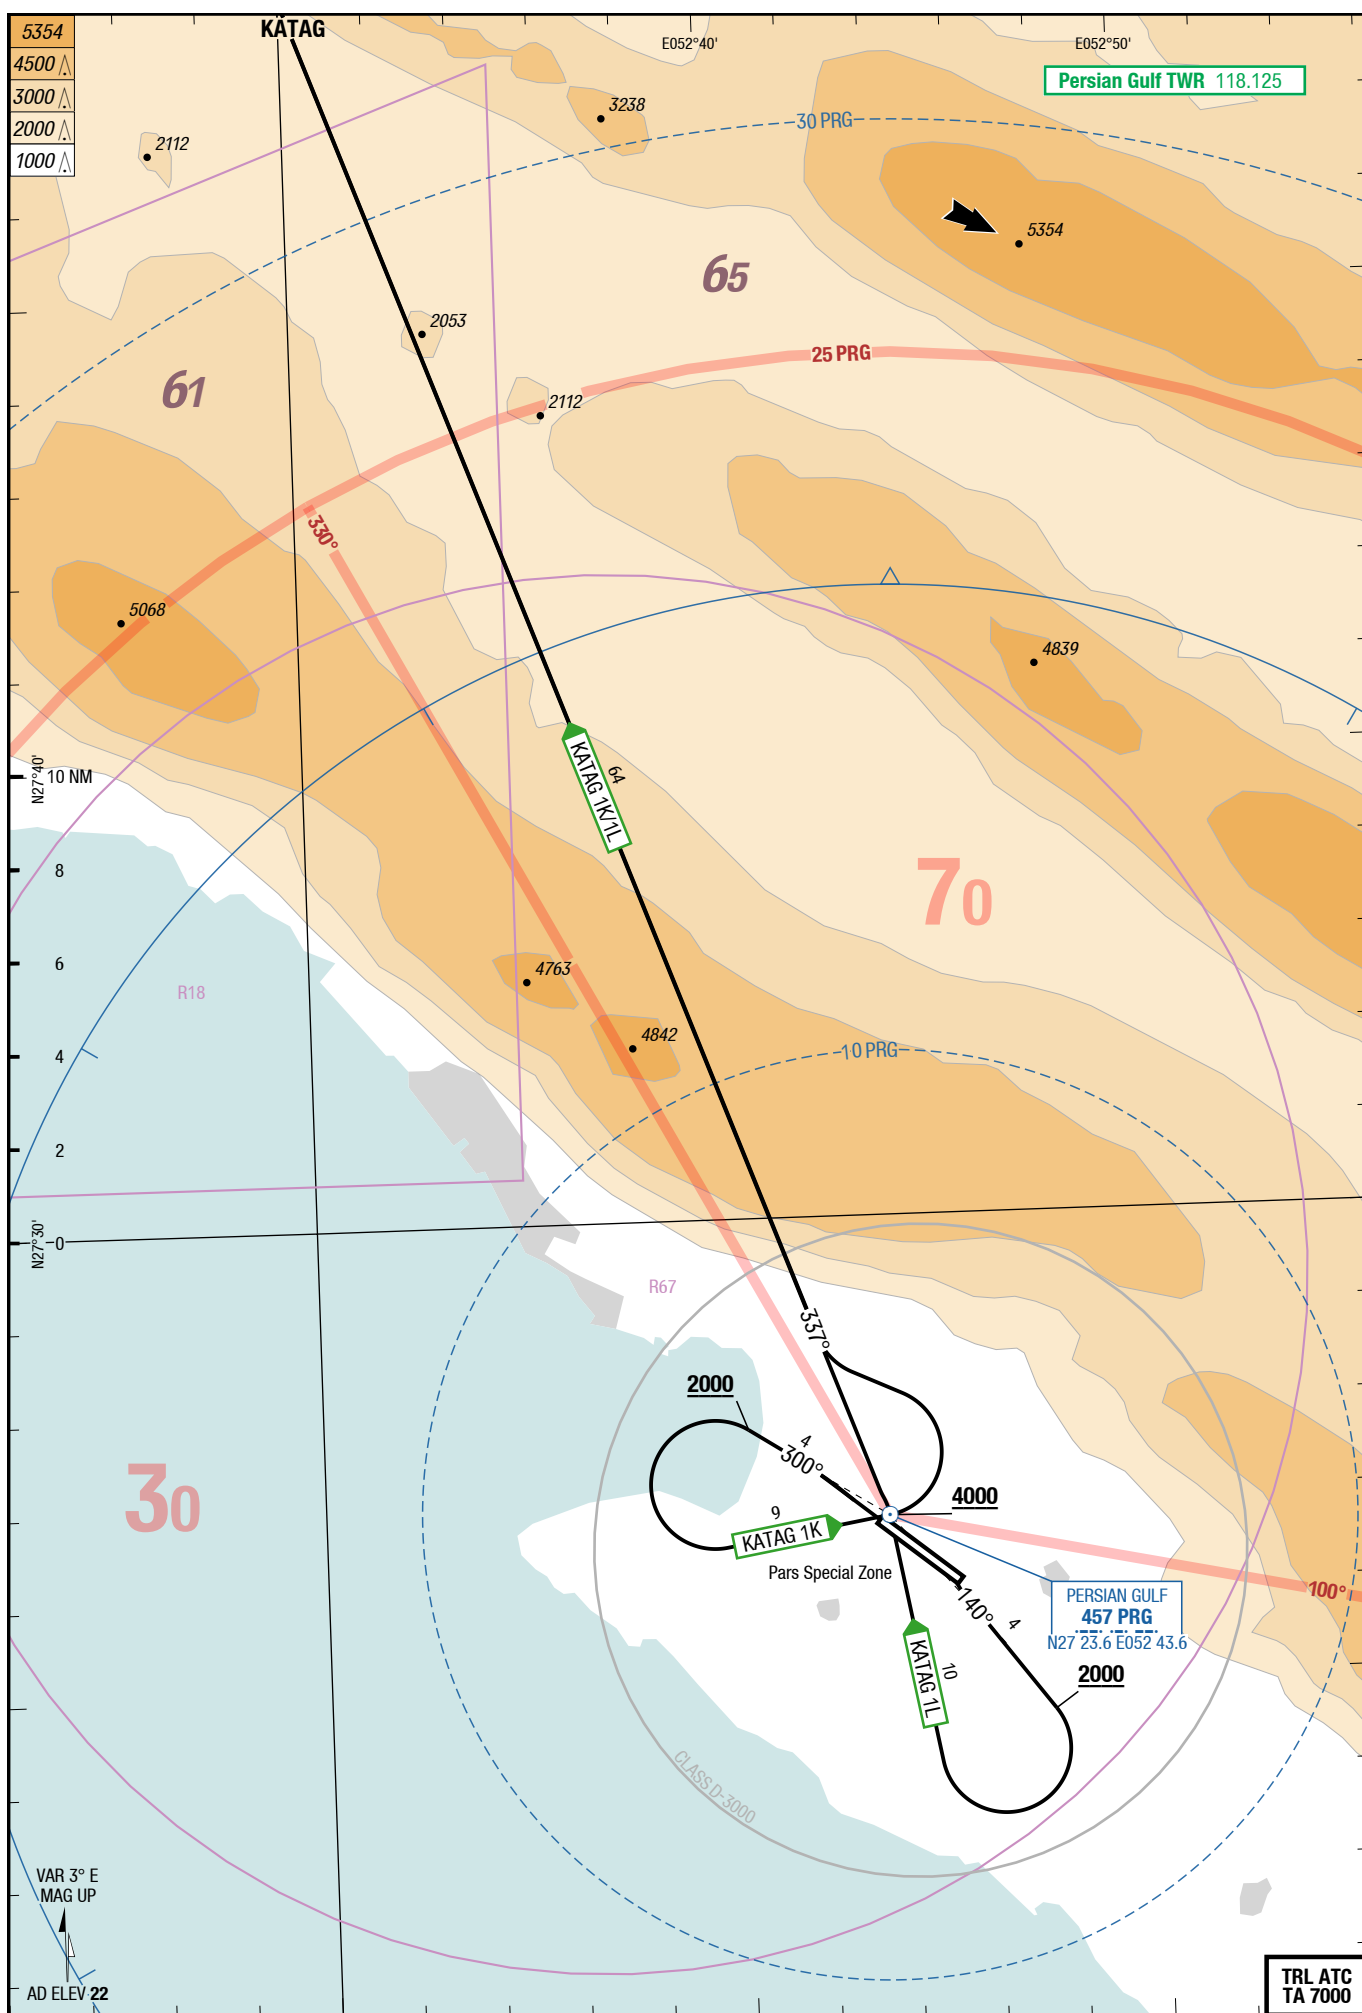 5354
4500
3000
2000
1000
KATAG
E052°40'
E052°50'
Persian Gulf TWR 118.125
2112
3238
30 PRG
5354
65
2053
25 PRG
61
2112
330°
5068
4839
KATAG 1K/1L
64
N27°40'
10 NM
8
70
6
4763
R18
4842
4
10 PRG
2
N27°30'
0
R67
337°
2000
4
300°
4000
9
KATAG 1K
Pars Special Zone
100°
PERSIAN GULF
457 PRG
N27 23.6 E052 43.6
30
140°
4
2000
KATAG 1L
10
CLASS D-3000
VAR 3° E
MAG UP
AD ELEV 22
TRL ATC
TA 7000